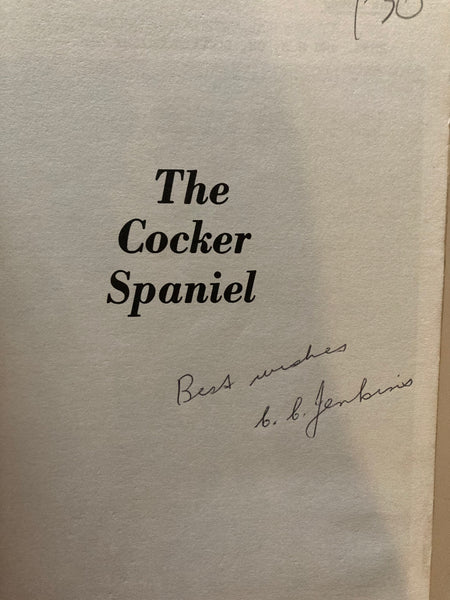 The
Cocker
Spaniel
Best wishes
C. C. Jenkins